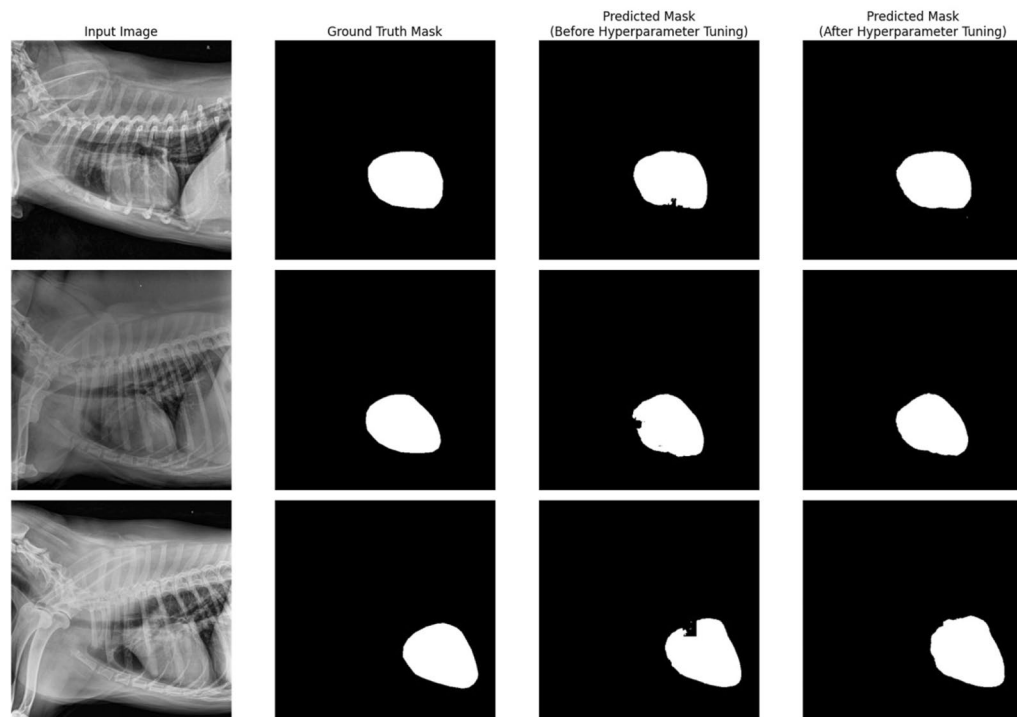 Input Image
Ground Truth Mask
Predicted Mask
(Before Hyperparameter Tuning)
Predicted Mask
(After Hyperparameter Tuning)